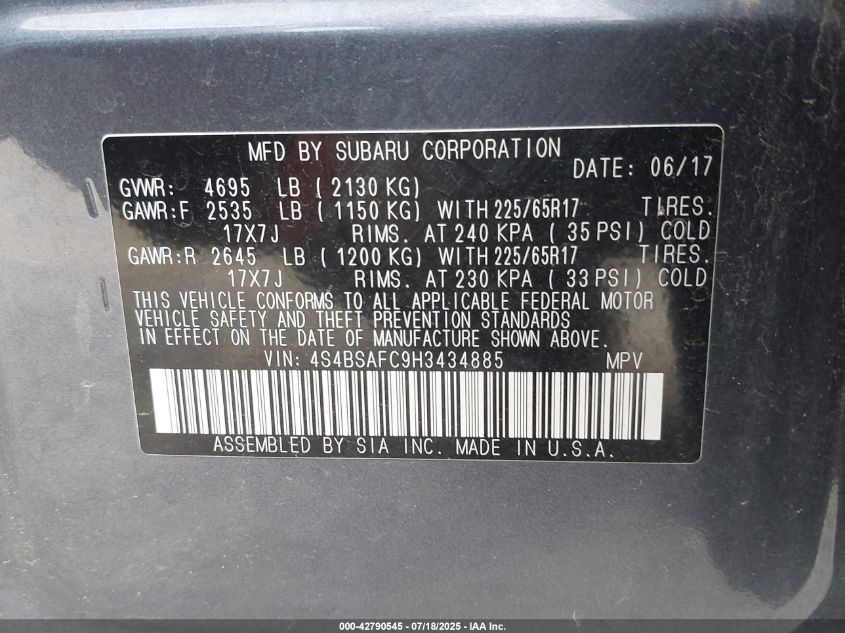 MFD BY SUBARU CORPORATION
DATE: 06/17
GVWR: 4695 LB ( 2130 KG)
GAWR:F 2535 LB ( 1150 KG) WITH 225/65R17 TIRES.
17X7J RIMS. AT 240 KPA ( 35 PSI) COLD
GAWR:R 2645 LB ( 1200 KG) WITH 225/65R17 TIRES.
17X7J RIMS. AT 230 KPA ( 33 PSI) COLD
THIS VEHICLE CONFORMS TO ALL APPLICABLE FEDERAL MOTOR
VEHICLE SAFETY AND THEFT PREVENTION STANDARDS
IN EFFECT ON THE DATE OF MANUFACTURE SHOWN ABOVE.
VIN: 4S4BSAFC9H3434885 MPV
ASSEMBLED BY SIA INC. MADE IN U.S.A.
000-42790545 - 07/18/2025 - IAA Inc.